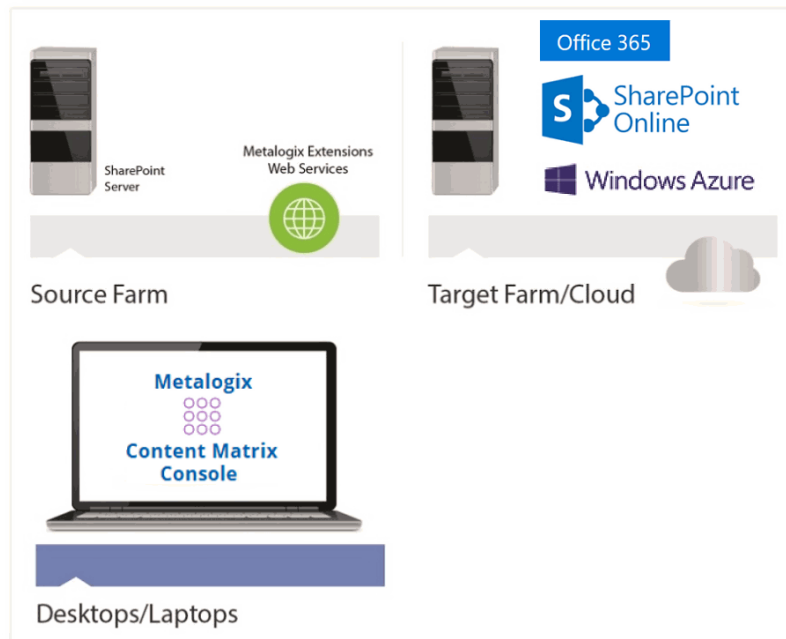 SharePoint
Server
Metalogix Extensions
Web Services
Source Farm
Office 365
S
SharePoint
Online
Windows Azure
Target Farm/Cloud
Metalogix
Content Matrix
Console
Desktops/Laptops